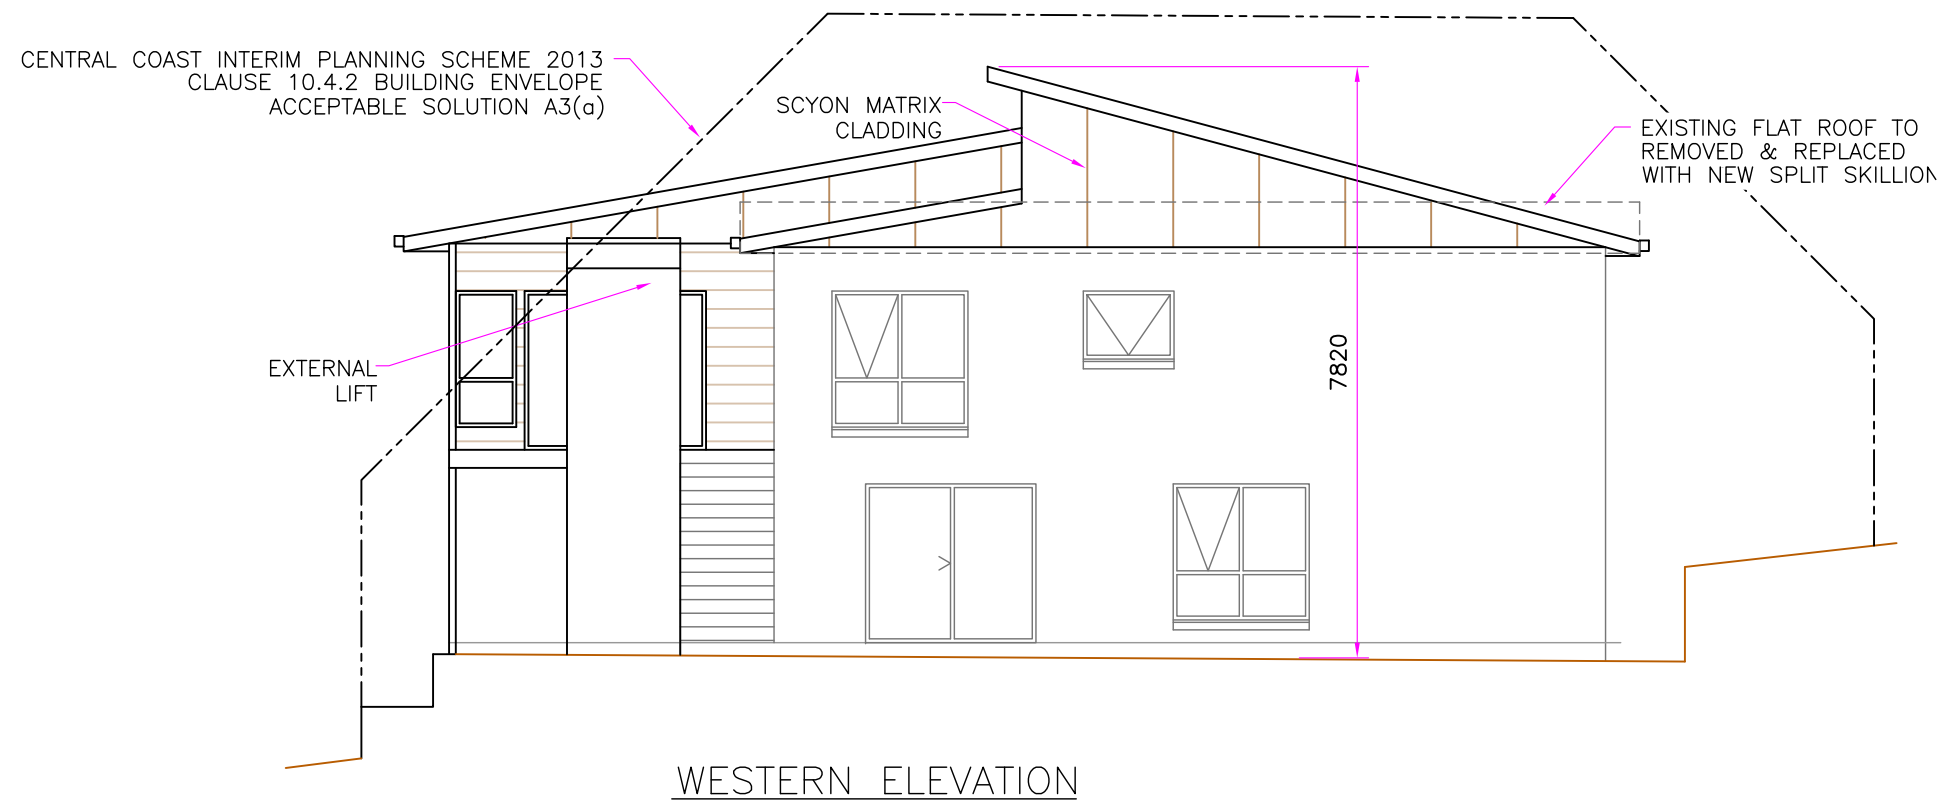 CENTRAL COAST INTERIM PLANNING SCHEME 2013
CLAUSE 10.4.2 BUILDING ENVELOPE
ACCEPTABLE SOLUTION A3(a)
SCYON MATRIX
CLADDING
EXISTING FLAT ROOF TO
REMOVED & REPLACED
WITH NEW SPLIT SKILLION
EXTERNAL
LIFT
7820
WESTERN ELEVATION